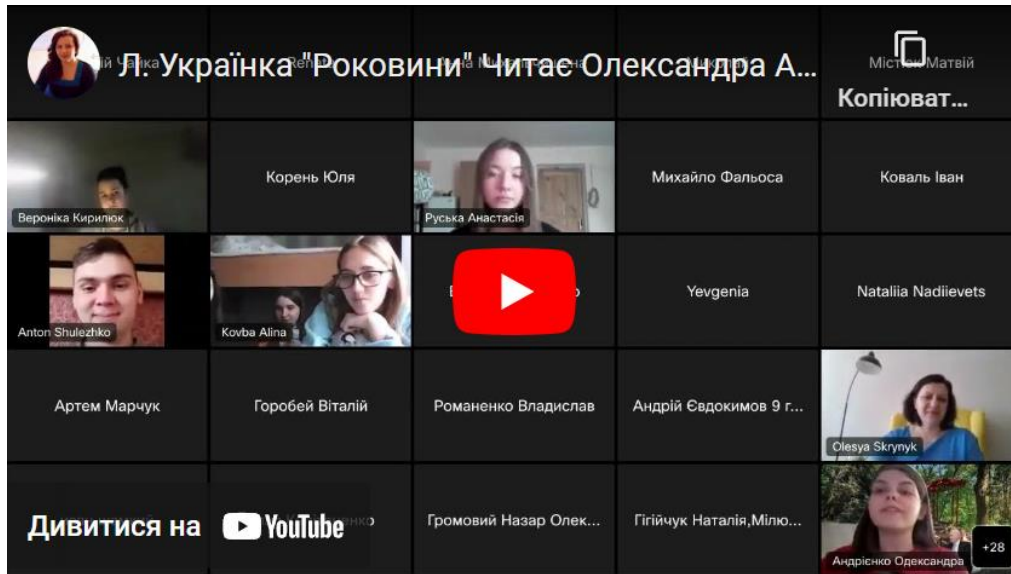 Л. Українка "Роковини" Читає Олександра А...
Містюк Матвій
Копіюват...
Вероніка Кирилюк
Корень Юля
Руська Анастасія
Михайло Фальоса
Коваль Іван
Anton Shulezhko
Kovba Alina
Yevgenia
Nataliia Nadiievets
Артем Марчук
Горобей Віталій
Романенко Владислав
Андрій Євдокимов 9 г...
Olesya Skrynyk
Дивитися на YouTube
Громовий Назар Олек...
Гігійчук Наталія,Мілю...
Андрієнко Одександра
+28